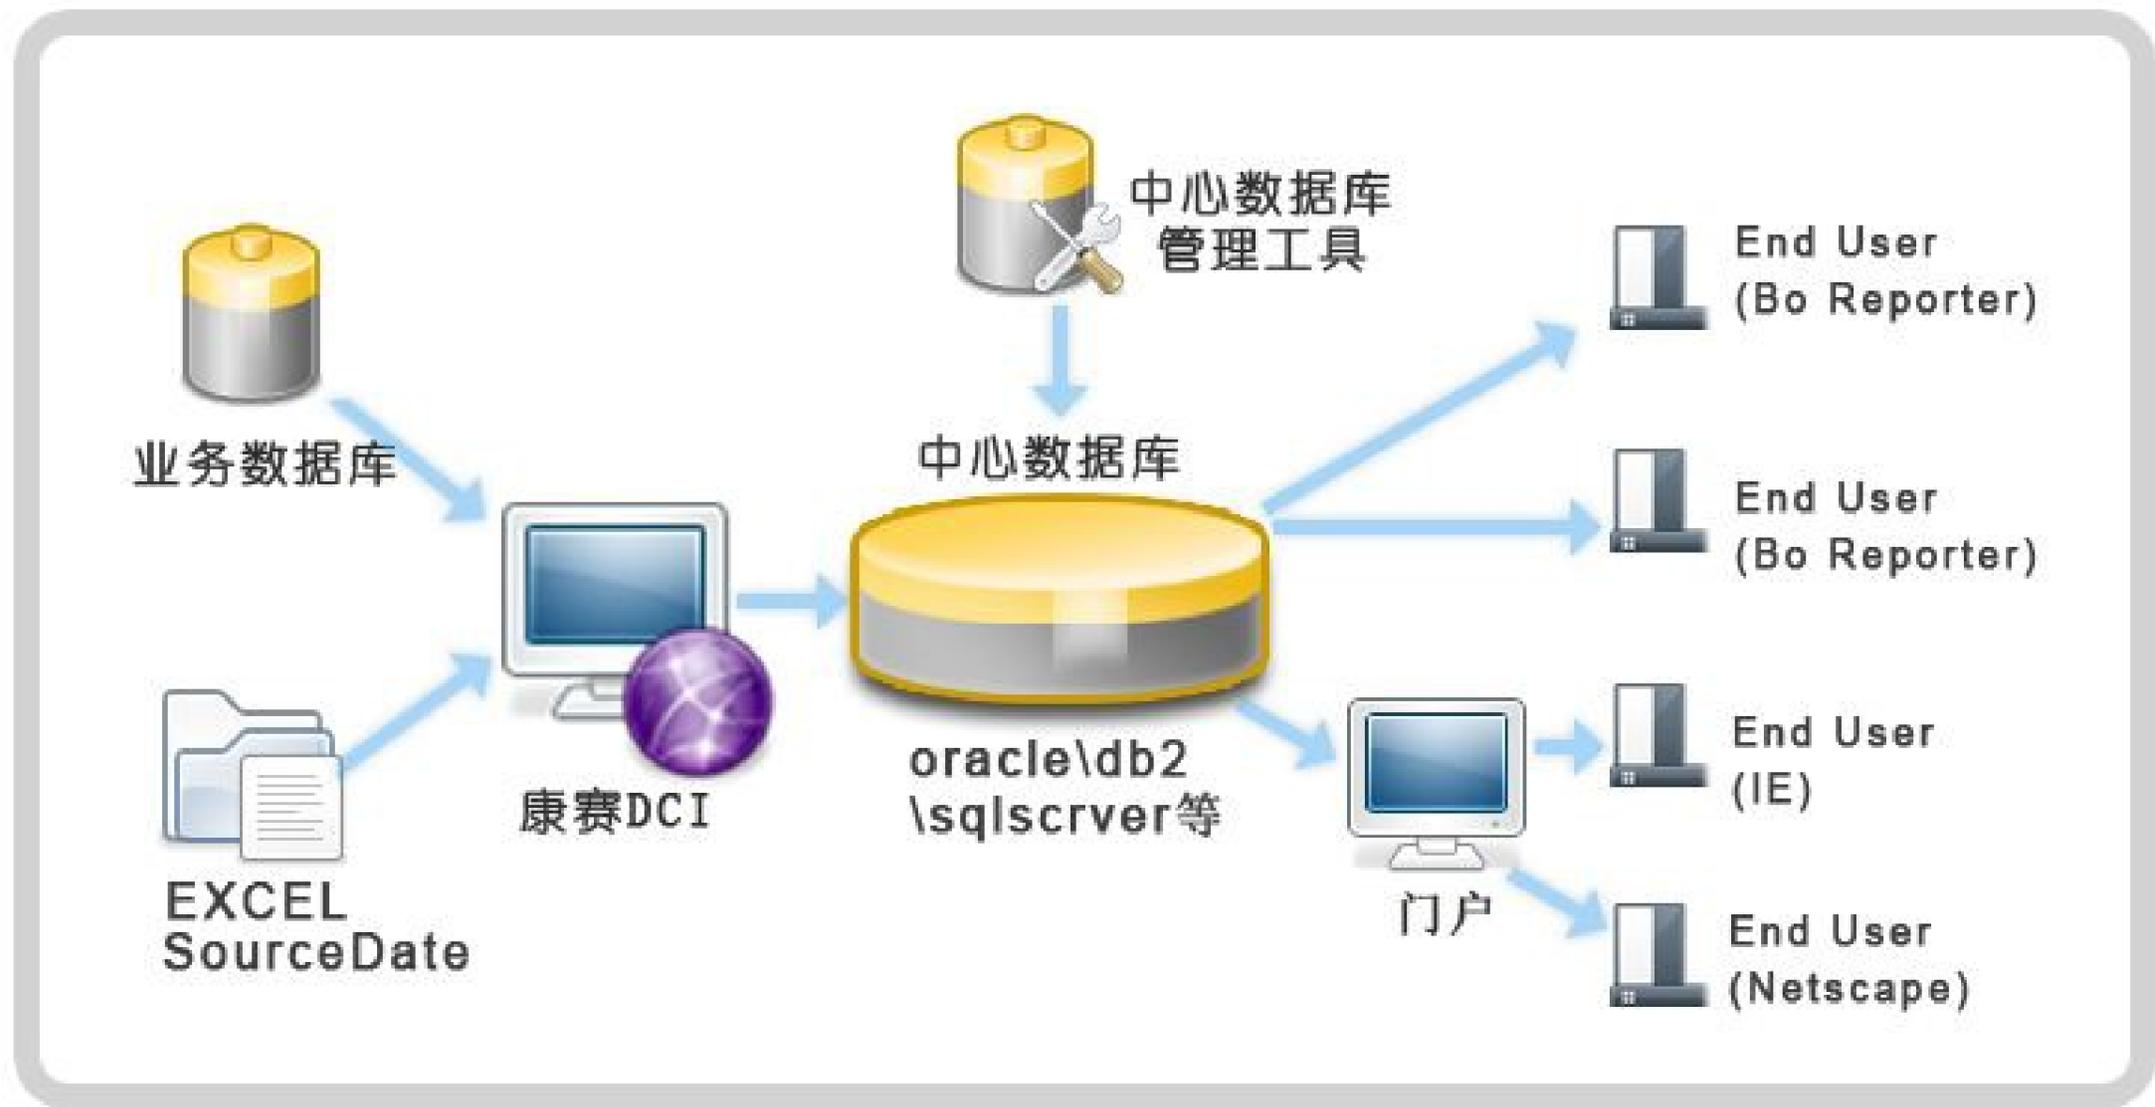 中心数据库
管理工具
End User
(Bo Reporter)
业务数据库
中心数据库
End User
(Bo Reporter)
康赛DCI
oracle\db2
\sqlscrver等
End User
(IE)
EXCEL
SourceDate
门户
End User
(Netscape)